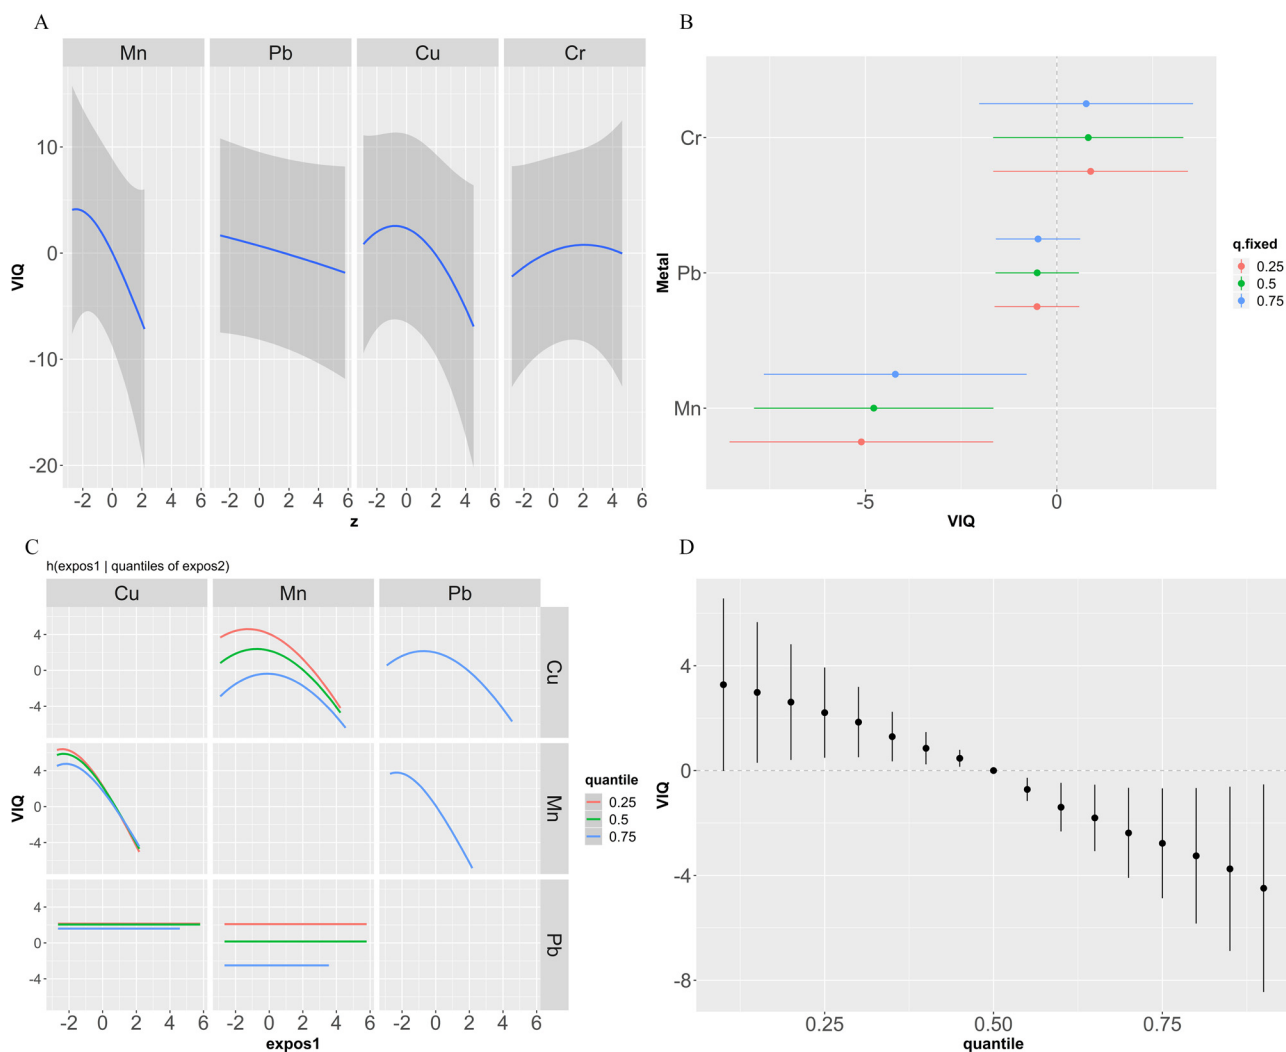 A
Mn Pb Cu Cr
10
0
-10
-20
VIQ
-2 0 2 4 6 -2 0 2 4 6 -2 0 2 4 6 -2 0 2 4 6
z
B
Cr
Pb
Mn
Metal
-5 0
VIQ
q.fixed
0.25
0.5
0.75
C
h(expos1 | quantiles of expos2)
Cu Mn Pb
4
0
-4
Cu
4
0
-4
Mn
4
0
-4
Pb
VIQ
-2 0 2 4 6 -2 0 2 4 6 -2 0 2 4 6
expos1
quantile
0.25
0.5
0.75
D
4
0
-4
-8
VIQ
0.25 0.50 0.75
quantile